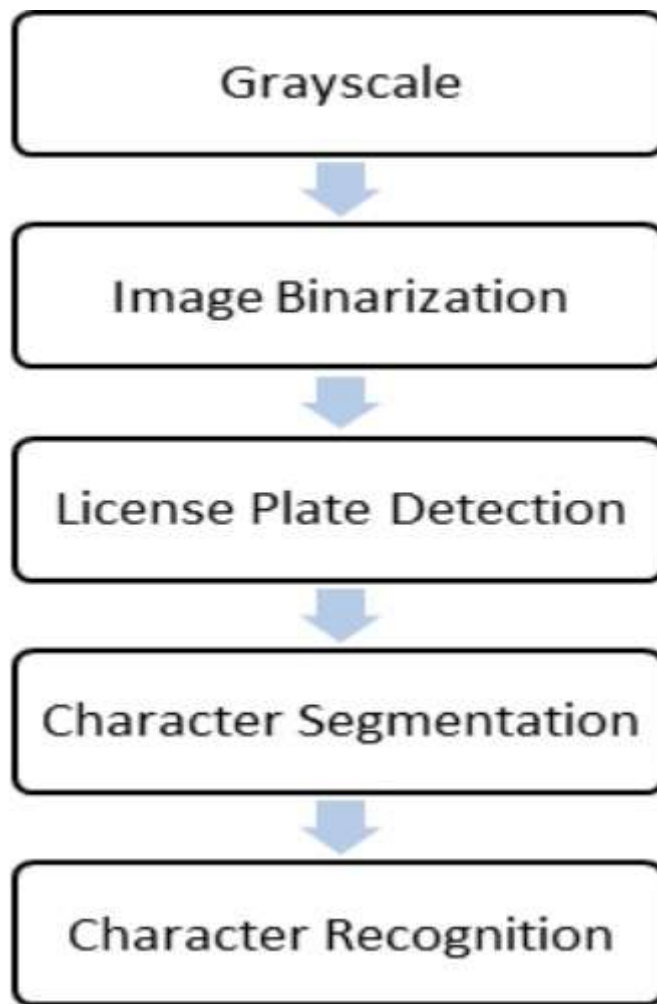 Grayscale
Image Binarization
License Plate Detection
Character Segmentation
Character Recognition